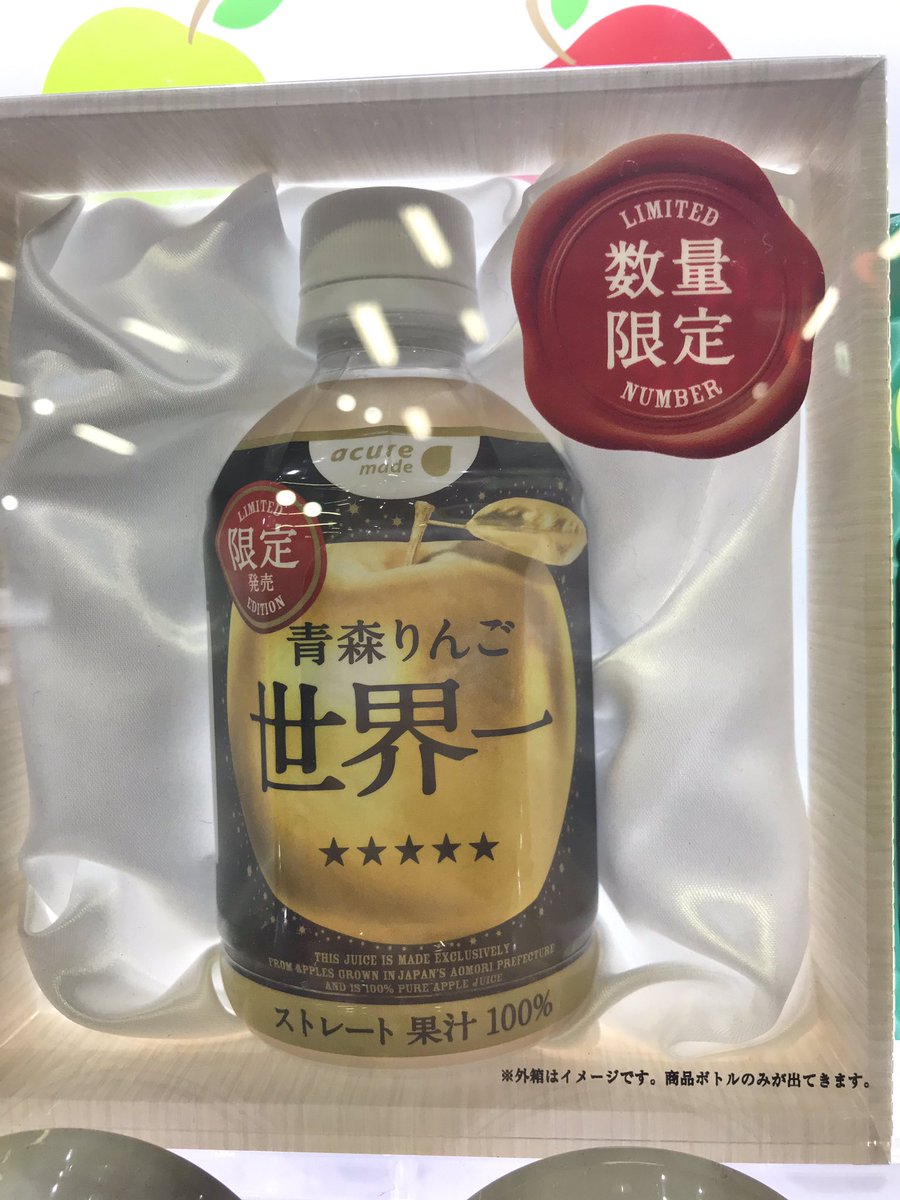 LIMITED
数量
限定
NUMBER
acure
made
LIMITED
限定
発売
EDITION
青森りんご
世界一
★★★★★
THIS JUICE IS MADE EXCLUSIVELY
FROM APPLES GROWN IN JAPAN'S AOMORI PREFECTURE
AND IS 100% PURE APPLE JUICE
ストレート 果汁 100%
※外箱はイメージです。商品ボトルのみが出てきます。